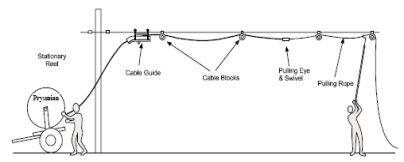 Stationary
Reel
Cable Guide
Cable Blocks
Pulling Eye
& Swivel
Pulling Rope
Prysmian